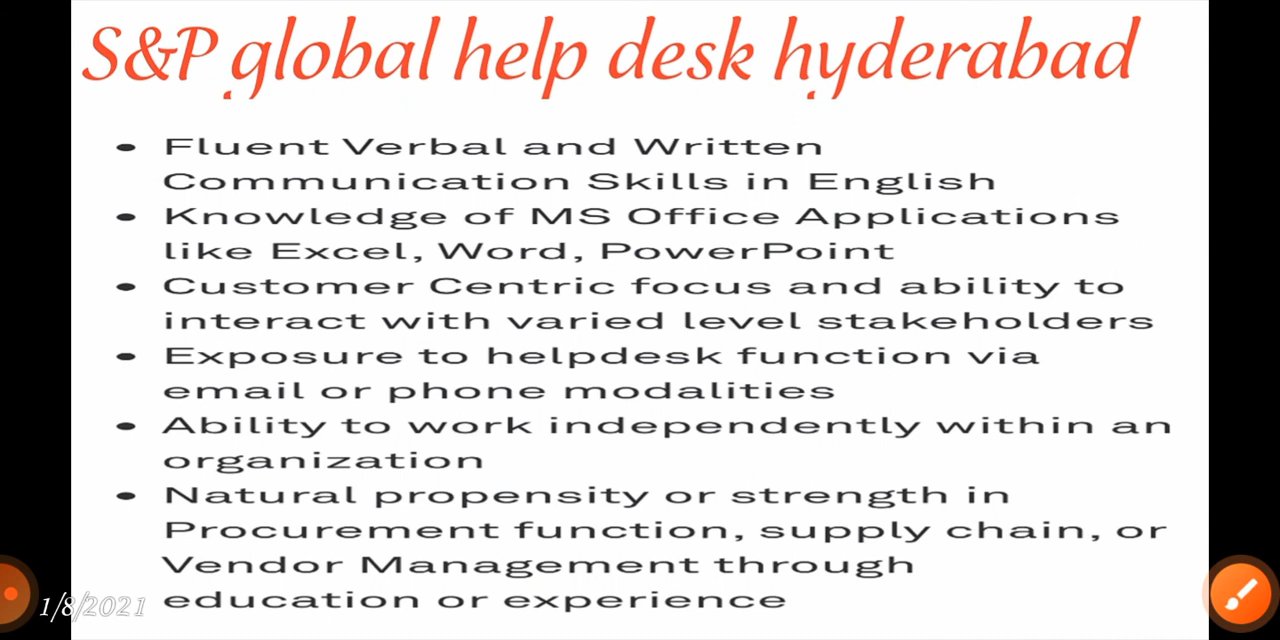 S&P global help desk hyderabad
• Fluent Verbal and Written
Communication Skills in English
• Knowledge of MS Office Applications
like Excel, Word, PowerPoint
• Customer Centric focus and ability to
interact with varied level stakeholders
• Exposure to helpdesk function via
email or phone modalities
• Ability to work independently within an
organization
• Natural propensity or strength in
Procurement function, supply chain, or
Vendor Management through
education or experience
1/8/2021